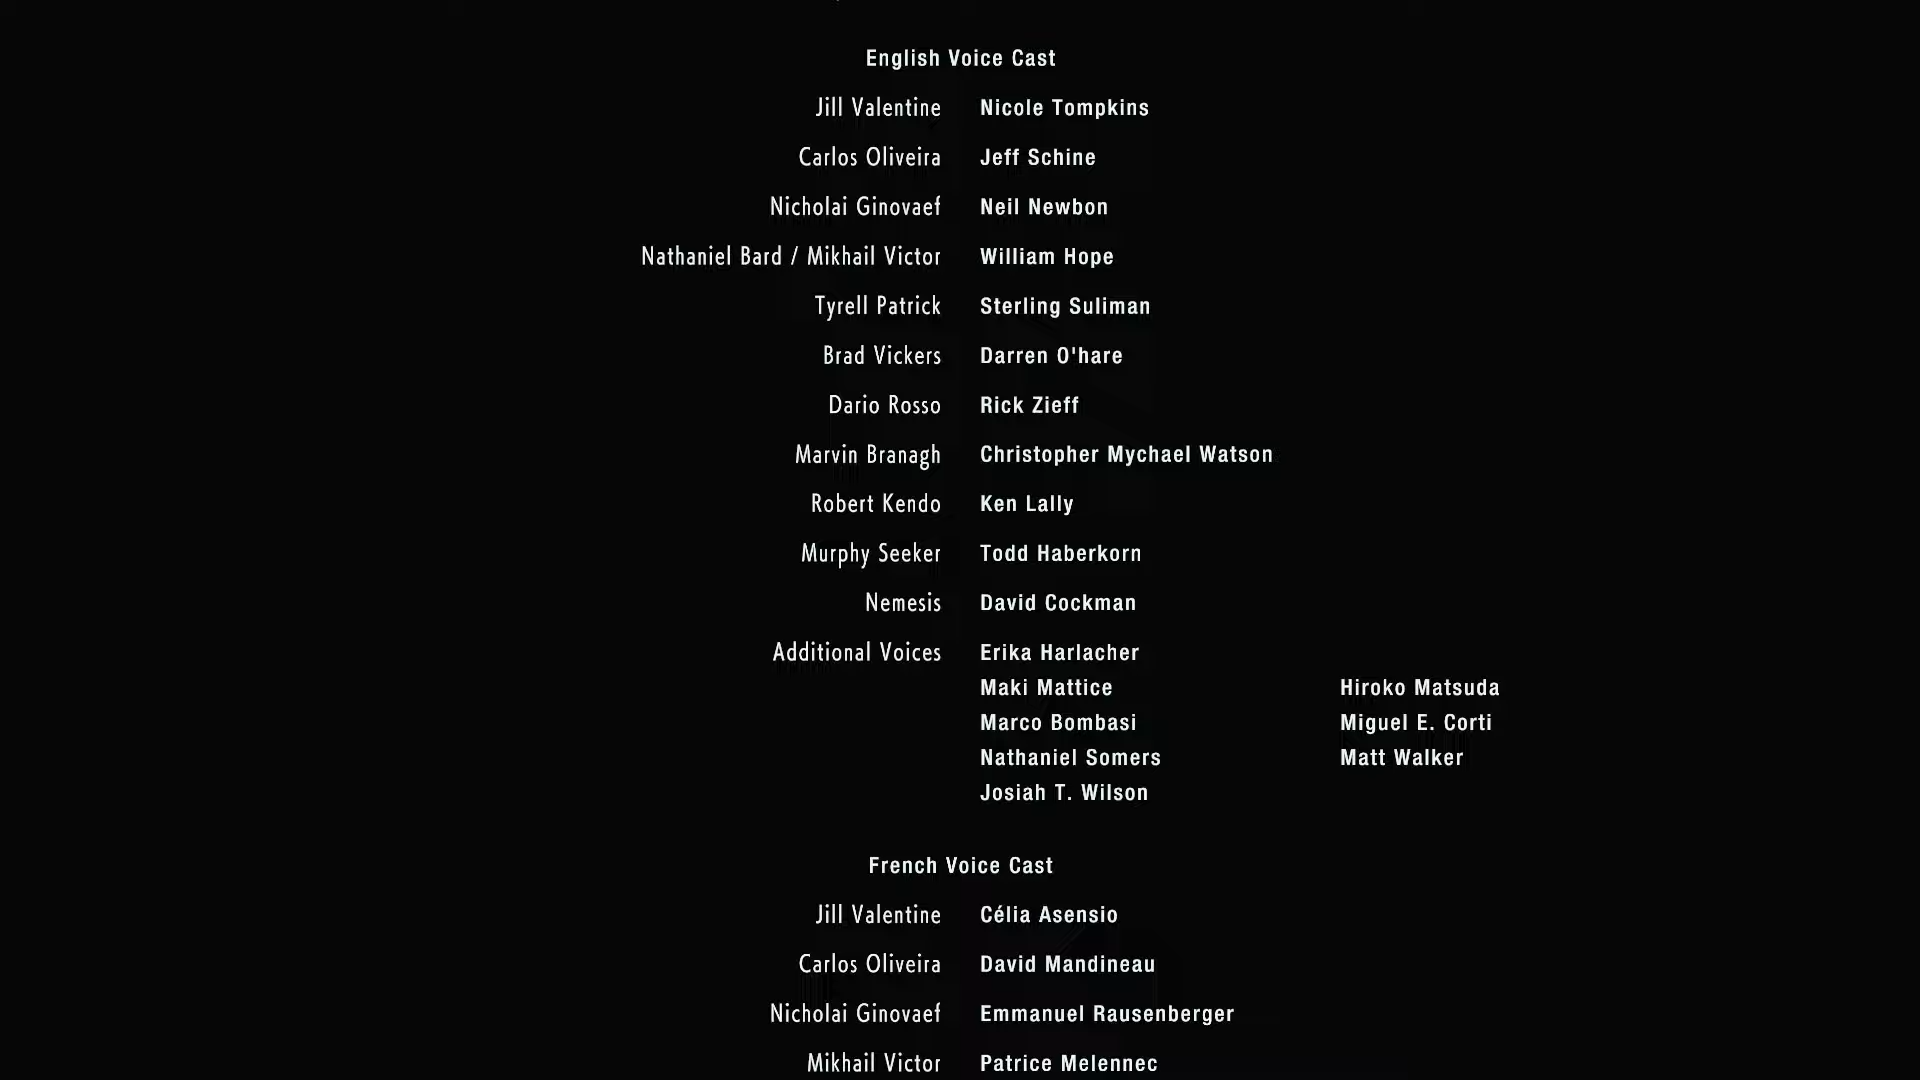 English Voice Cast
Jill Valentine Nicole Tompkins
Carlos Oliveira Jeff Schine
Nicholai Ginovaef Neil Newbon
Nathaniel Bard / Mikhail Victor William Hope
Tyrell Patrick Sterling Suliman
Brad Vickers Darren O'hare
Dario Rosso Rick Zieff
Marvin Branagh Christopher Mychael Watson
Robert Kendo Ken Lally
Murphy Seeker Todd Haberkorn
Nemesis David Cockman
Additional Voices Erika Harlacher
Maki Mattice Hiroko Matsuda
Marco Bombasi Miguel E. Corti
Nathaniel Somers Matt Walker
Josiah T. Wilson
French Voice Cast
Jill Valentine Célia Asensio
Carlos Oliveira David Mandineau
Nicholai Ginovaef Emmanuel Rausenberger
Mikhail Victor Patrice Melennec